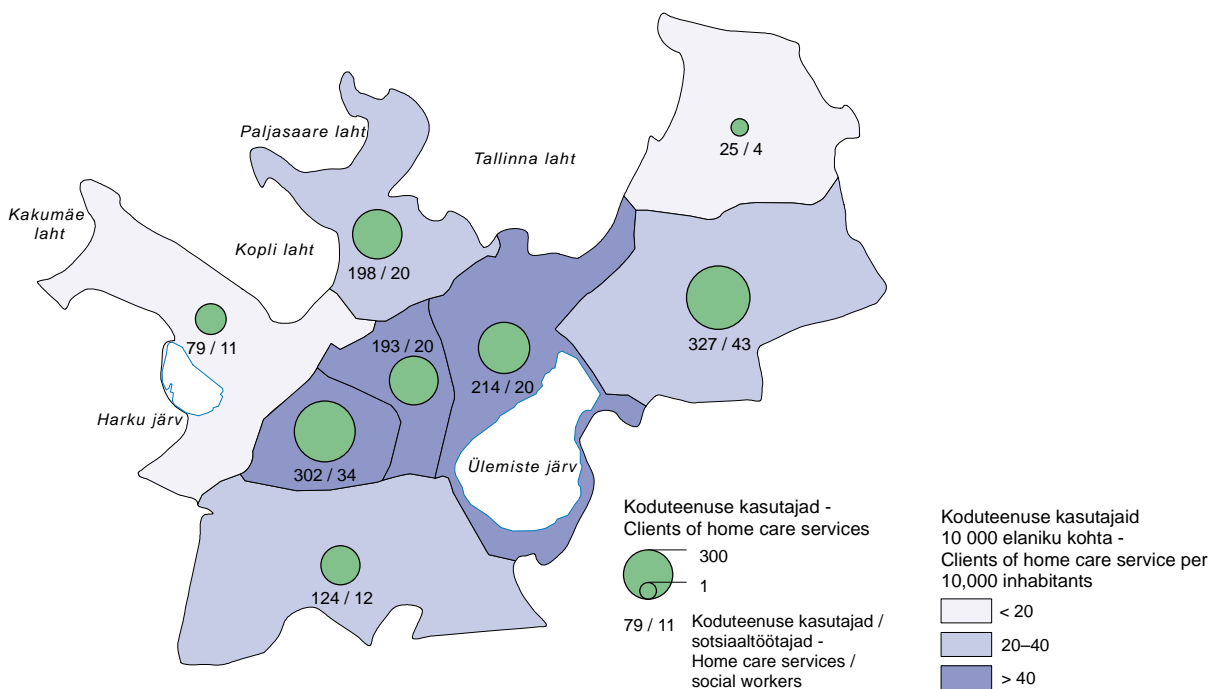 25 / 4
Paljasaare laht
Tallinna laht
Kakumäe
laht
Kopli laht
198 / 20
79 / 11
193 / 20
327 / 43
214 / 20
Harku järv
302 / 34
Ülemiste järv
124 / 12
Koduteenuse kasutajad -
Clients of home care services
300
1
79 / 11
Koduteenuse kasutajad /
sotsiaaltöötajad -
Home care services /
social workers
Koduteenuse kasutajaid
10 000 elaniku kohta -
Clients of home care service per
10,000 inhabitants
< 20
20–40
> 40